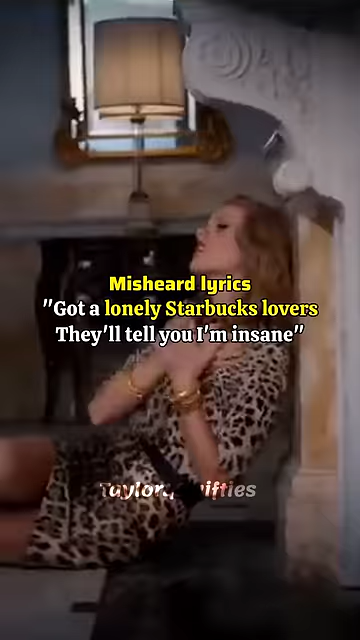 Misheard lyrics
"Got a lonely Starbucks lovers
They'll tell you I'm insane"